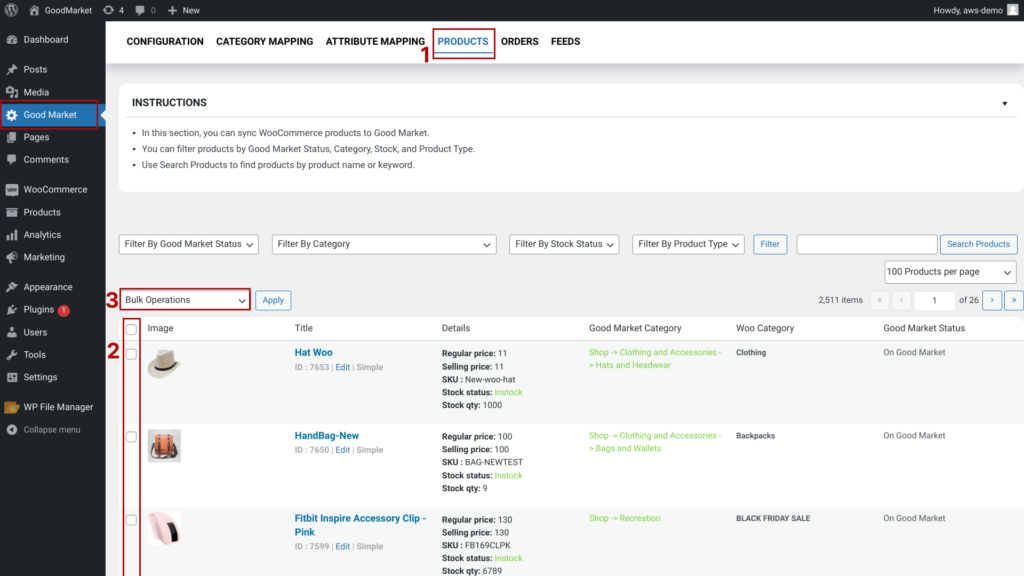 GoodMarket 4 0 + New Howdy, aws-demo
Dashboard
Posts
Media
Good Market
Pages
Comments
WooCommerce
Products
Analytics
Marketing
Appearance
Plugins 1
Users
Tools
Settings
WP File Manager
Collapse menu
CONFIGURATION CATEGORY MAPPING ATTRIBUTE MAPPING PRODUCTS ORDERS FEEDS
1
INSTRUCTIONS
• In this section, you can sync WooCommerce products to Good Market.
• You can filter products by Good Market Status, Category, Stock, and Product Type.
• Use Search Products to find products by product name or keyword.
Filter By Good Market Status Filter By Category Filter By Stock Status Filter By Product Type Filter Search Products
100 Products per page
3 Bulk Operations Apply 2,511 items « ‹ 1 of 26 › »
Image Title Details Good Market Category Woo Category Good Market Status
2
Hat Woo
ID : 7653 | Edit | Simple
Regular price: 11
Selling price: 11
SKU : New-woo-hat
Stock status: Instock
Stock qty: 1000
Shop -> Clothing and Accessories -
> Hats and Headwear
Clothing
On Good Market
HandBag-New
ID : 7650 | Edit | Simple
Regular price: 100
Selling price: 100
SKU : BAG-NEWTEST
Stock status: Instock
Stock qty: 9
Shop -> Clothing and Accessories -
> Bags and Wallets
Backpacks
On Good Market
Fitbit Inspire Accessory Clip -
Pink
ID : 7599 | Edit | Simple
Regular price: 130
Selling price: 130
SKU : FB169CLPK
Stock status: Instock
Stock qty: 6789
Shop -> Recreation
BLACK FRIDAY SALE
On Good Market